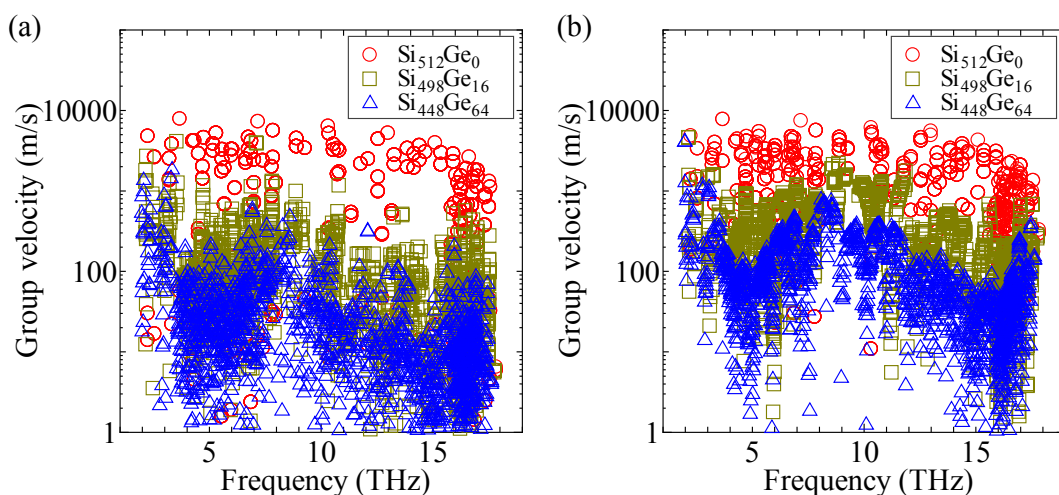 (a)
Group velocity (m/s)
10000
100
1
5 10 15
Frequency (THz)
Si512Ge0
Si498Ge16
Si448Ge64
(b)
Group velocity (m/s)
10000
100
1
5 10 15
Frequency (THz)
Si512Ge0
Si498Ge16
Si448Ge64